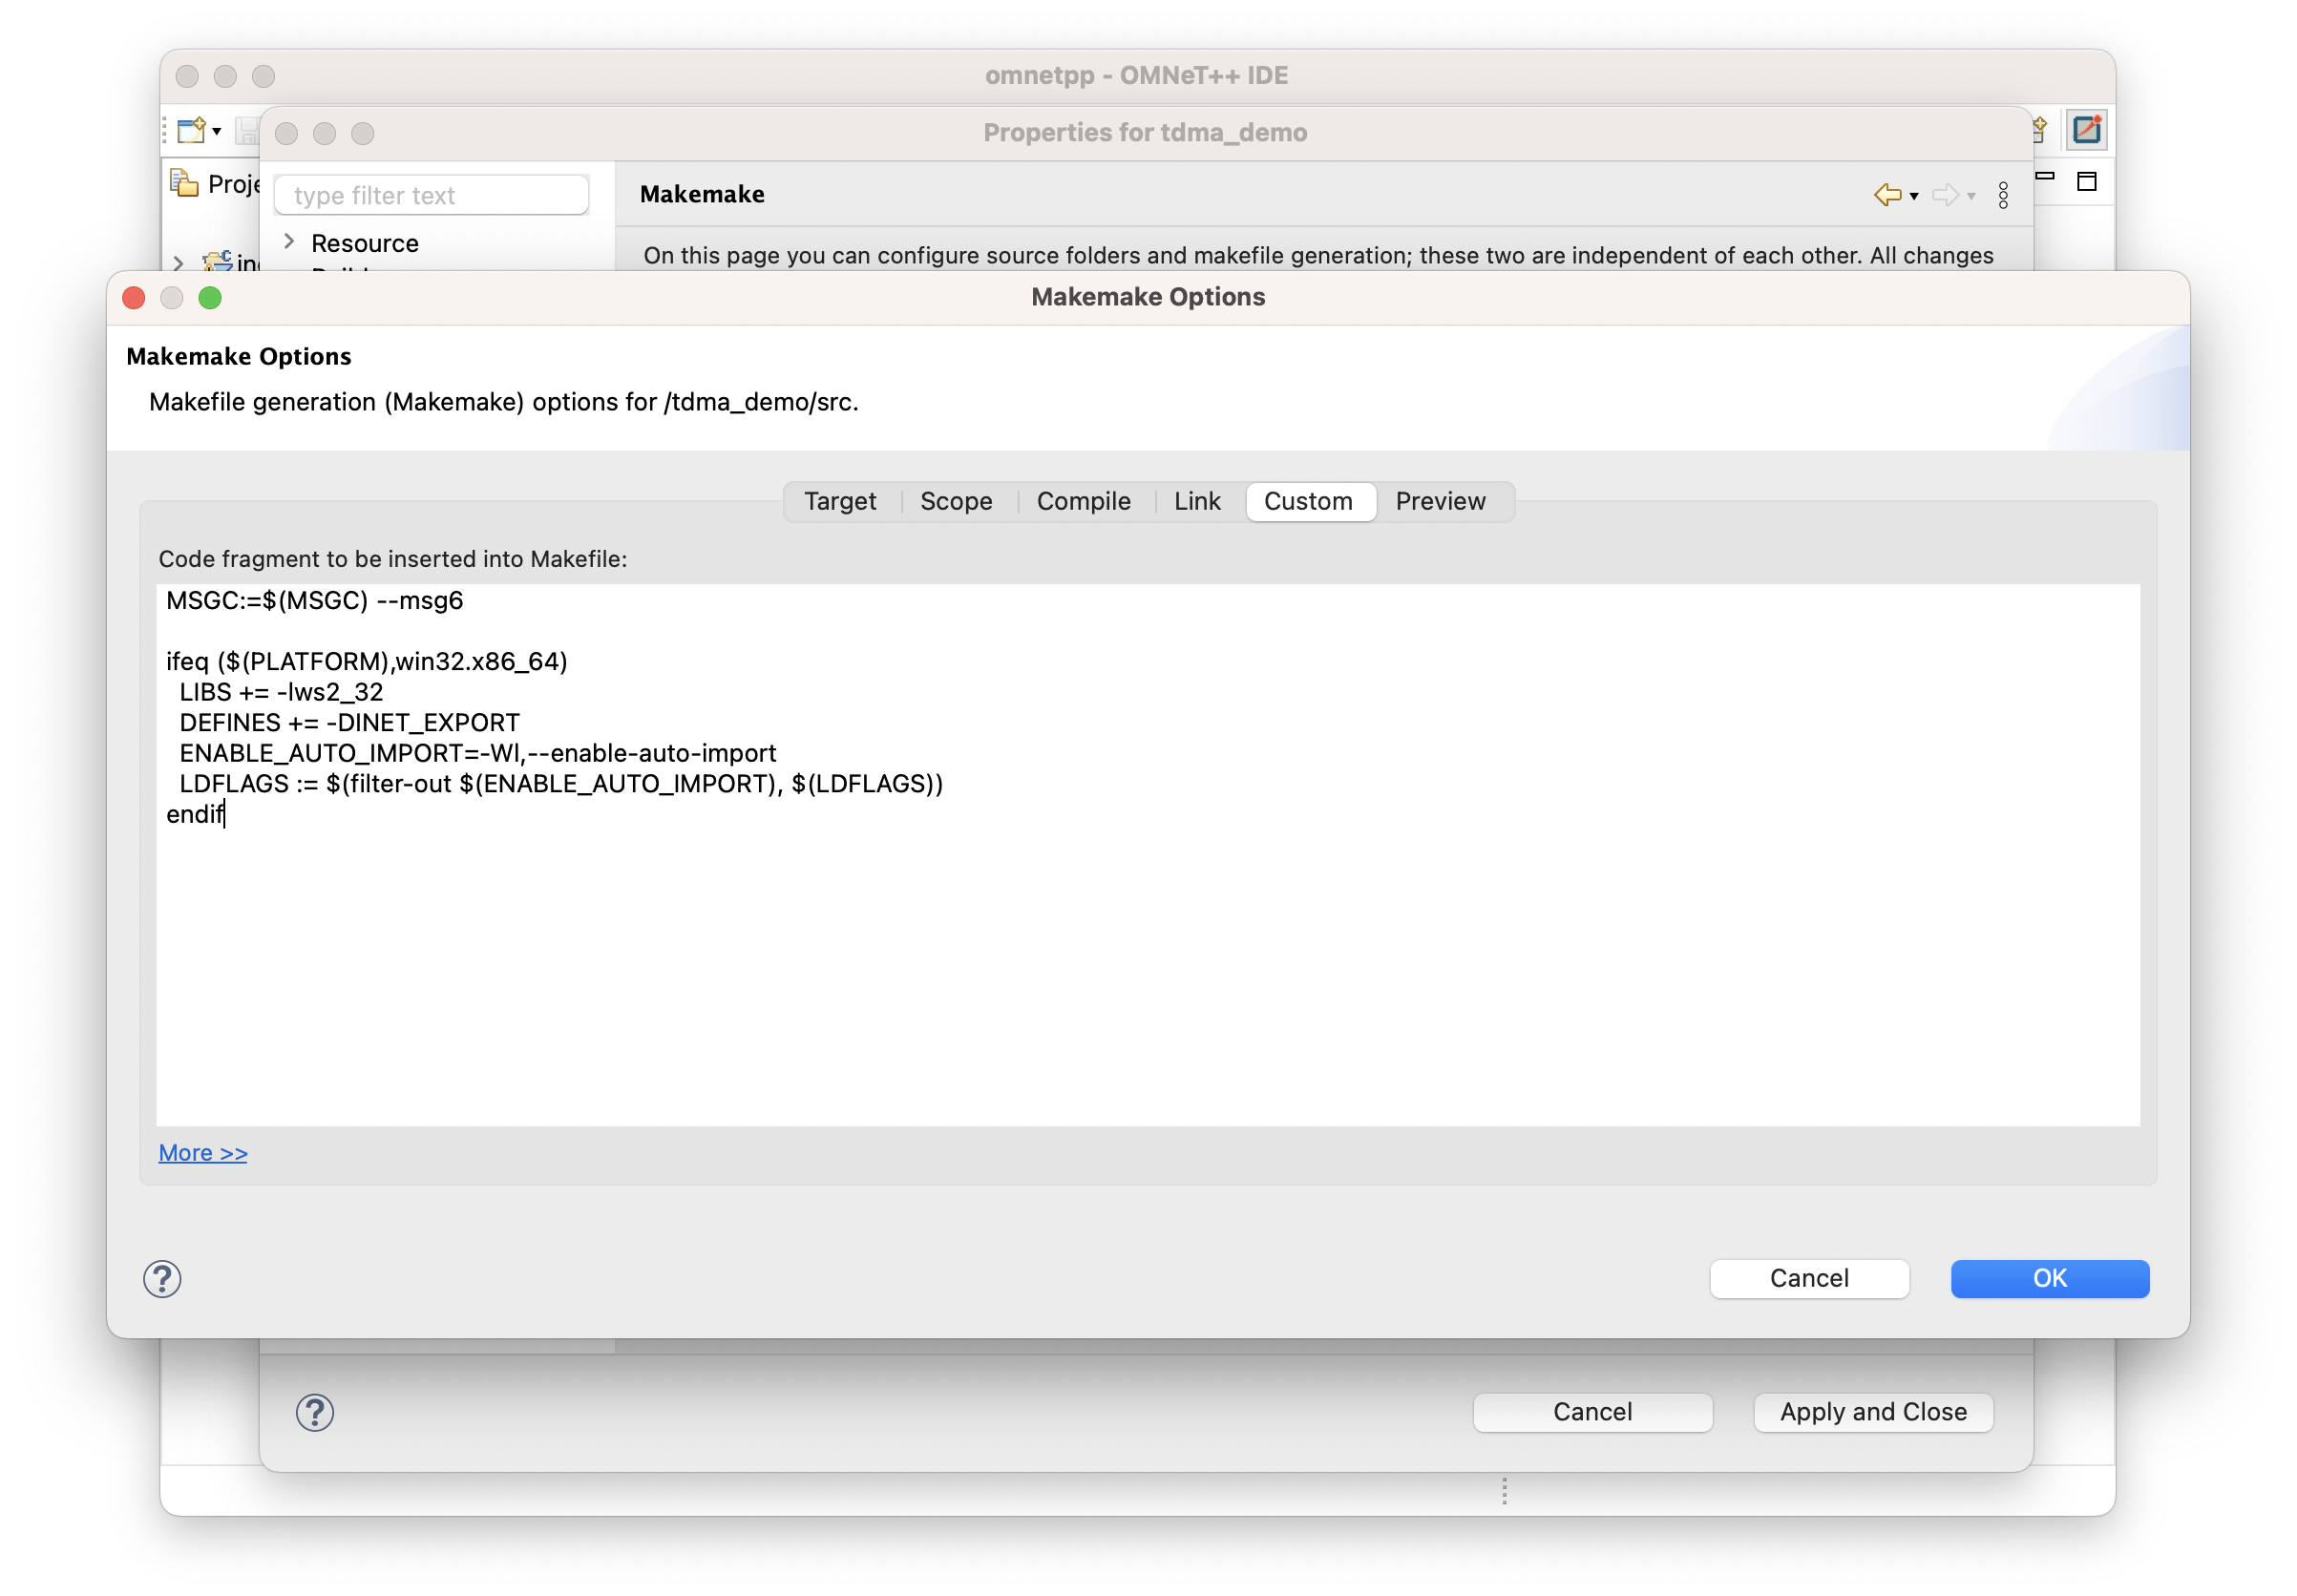 omnetpp - OMNeT++ IDE
Properties for tdma_demo
type filter text
Makemake
Resource
On this page you can configure source folders and makefile generation; these two are independent of each other. All changes
Makemake Options
Makemake Options
Makefile generation (Makemake) options for /tdma_demo/src.
Target
Scope
Compile
Link
Custom
Preview
Code fragment to be inserted into Makefile:
MSGC:=$(MSGC) --msg6
ifeq ($(PLATFORM),win32.x86_64)
LIBS += -lws2_32
DEFINES += -DINET_EXPORT
ENABLE_AUTO_IMPORT=-Wl,--enable-auto-import
LDFLAGS := $(filter-out $(ENABLE_AUTO_IMPORT), $(LDFLAGS))
endif
More >>
?
Cancel
OK
?
Cancel
Apply and Close